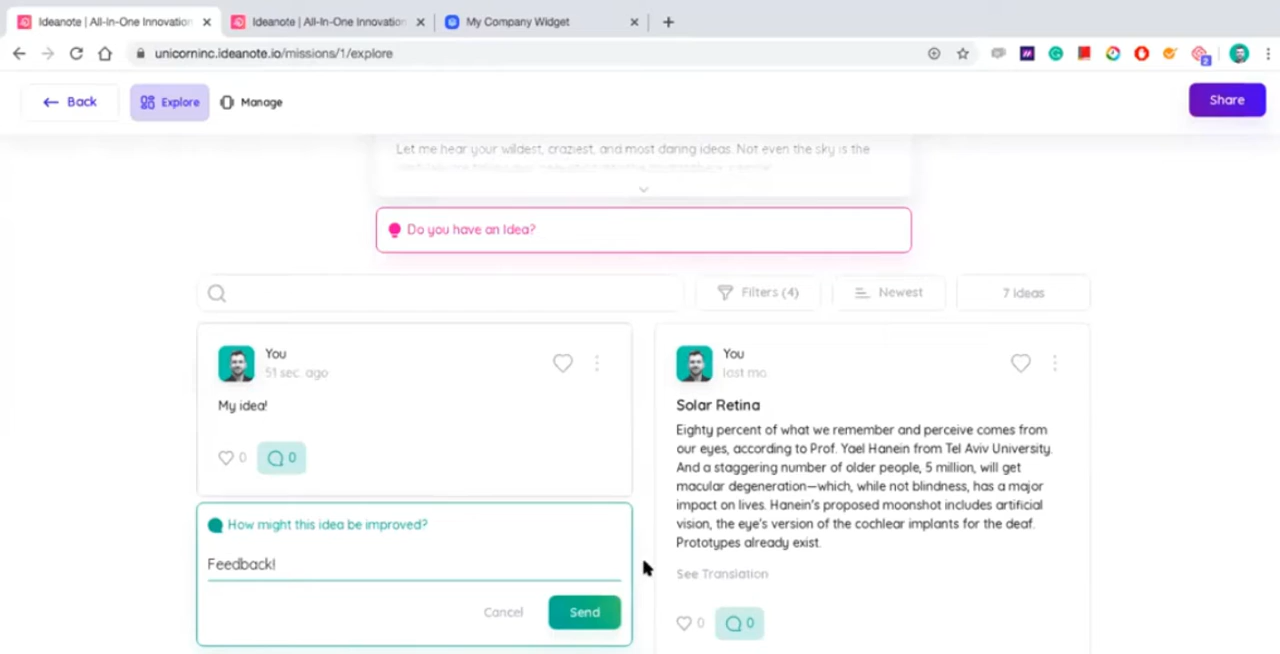 Ideanote | All-In-One Innovation
Ideanote | All-In-One Innovation
My Company Widget
unicorninc.ideanote.io/missions/1/explore
2
Back
Explore
Manage
Share
Let me hear your wildest, craziest, and most daring ideas. Not even the sky is the
Do you have an Idea?
Filters (4)
Newest
7 Ideas
You
51 sec. ago
My idea!
0
0
How might this idea be improved?
Feedback!
Cancel
Send
You
last mo.
Solar Retina
Eighty percent of what we remember and perceive comes from
our eyes, according to Prof. Yael Hanein from Tel Aviv University.
And a staggering number of older people, 5 million, will get
macular degeneration—which, while not blindness, has a major
impact on lives. Hanein's proposed moonshot includes artificial
vision, the eye's version of the cochlear implants for the deaf.
Prototypes already exist.
See Translation
0
0